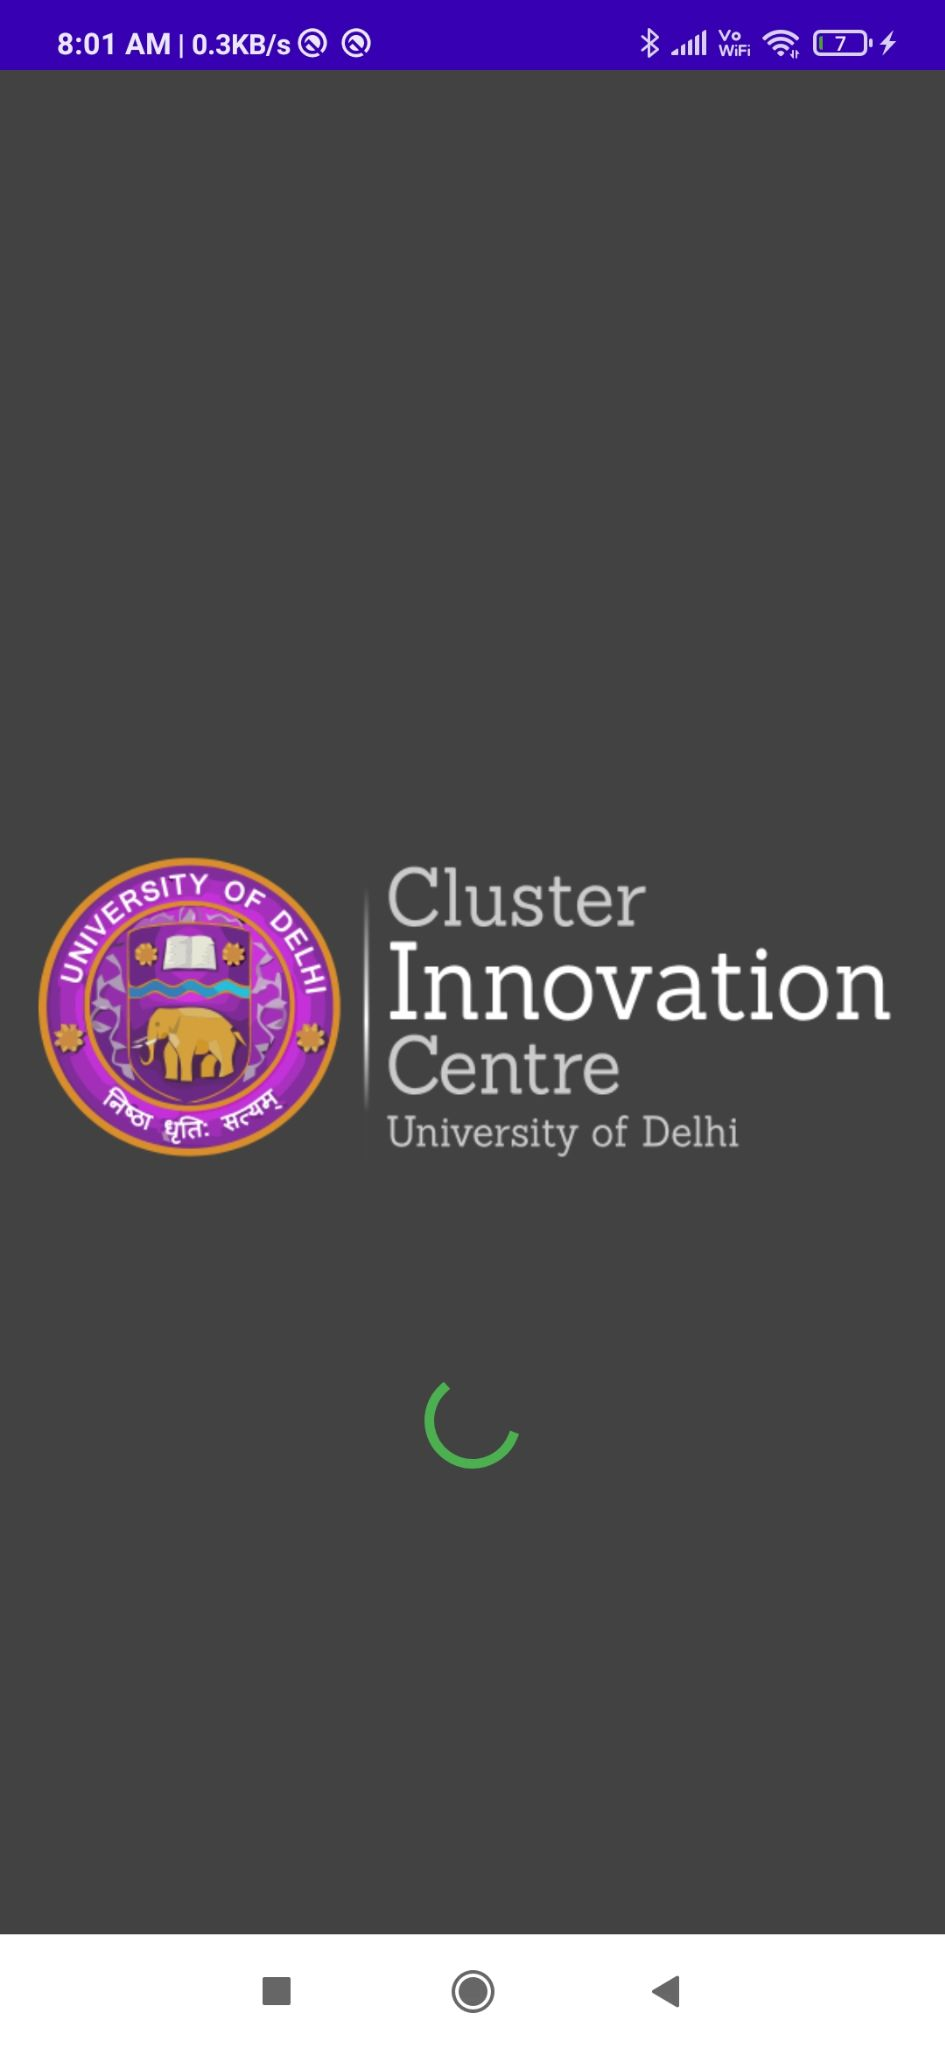 8:01 AM | 0.3KB/s
Vo
WiFi
7
UNIVERSITY OF DELHI
निष्ठा धृतिः सत्यम्
Cluster
Innovation
Centre
University of Delhi